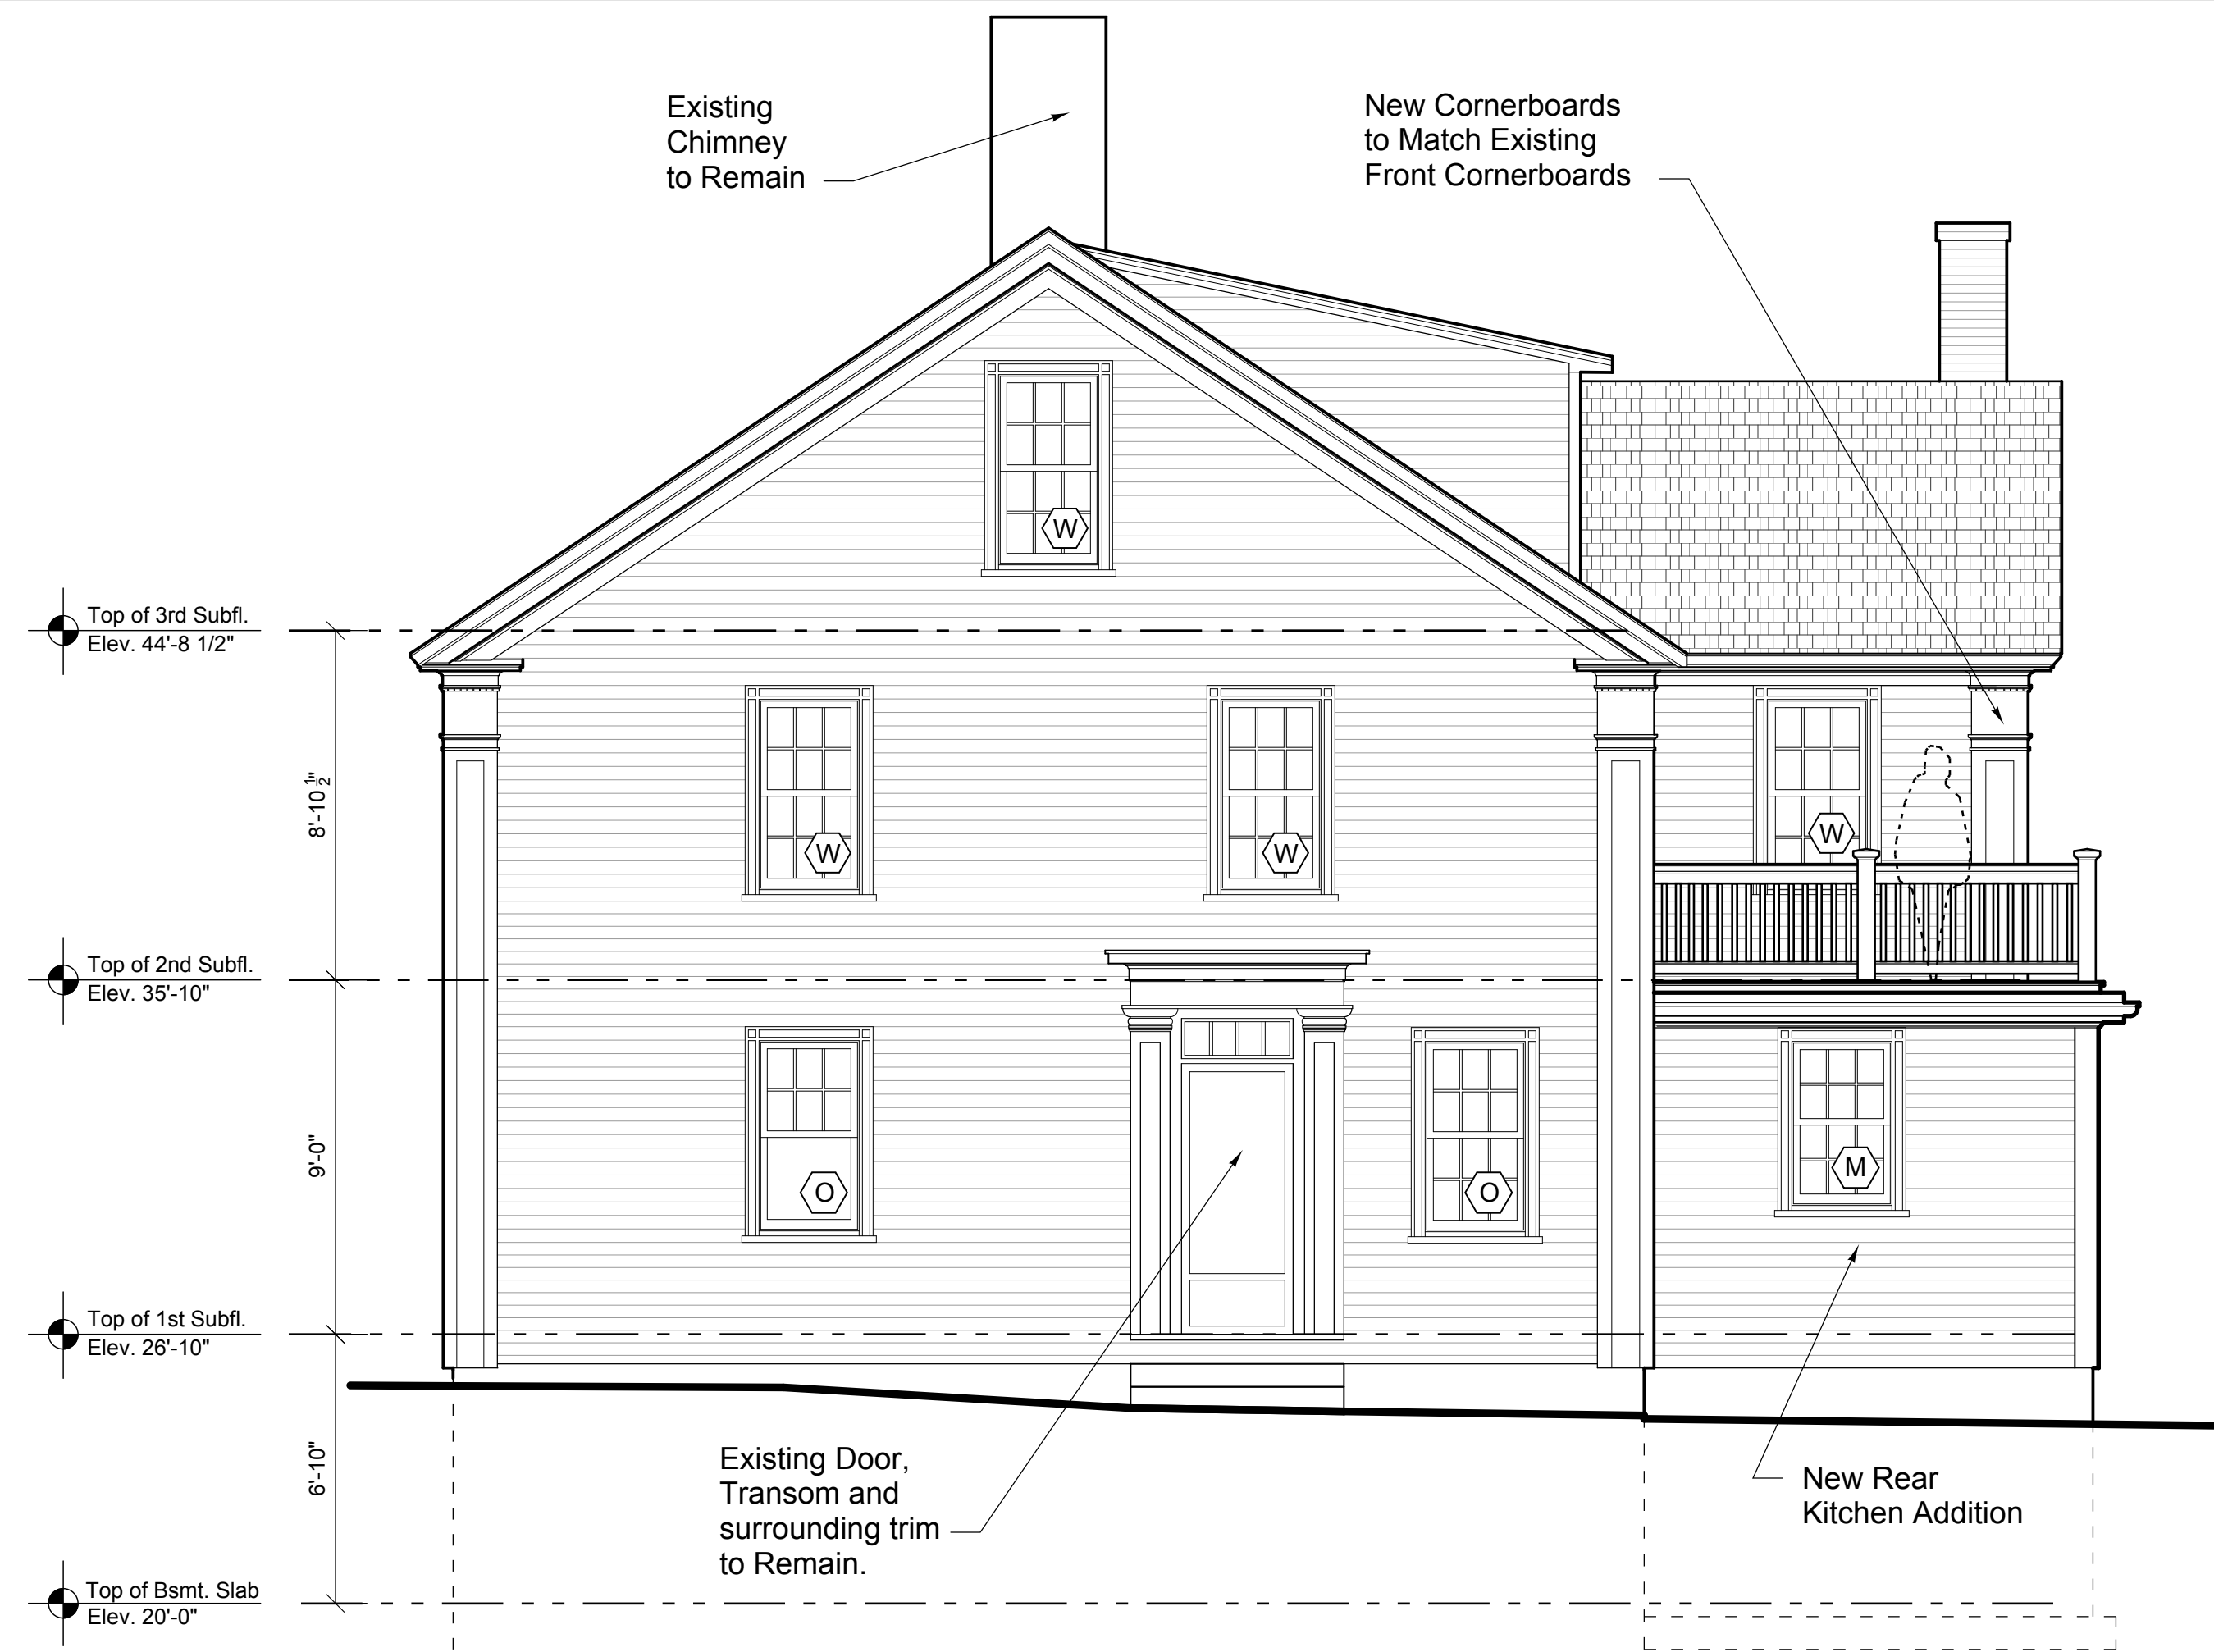 Existing
Chimney
to Remain
New Cornerboards
to Match Existing
Front Cornerboards
W
Top of 3rd Subfl.
Elev. 44'-8 1/2"
8'-10 1/2"
W
W
W
Top of 2nd Subfl.
Elev. 35'-10"
9'-0"
O
O
M
Top of 1st Subfl.
Elev. 26'-10"
6'-10"
Existing Door,
Transom and
surrounding trim
to Remain.
New Rear
Kitchen Addition
Top of Bsmt. Slab
Elev. 20'-0"